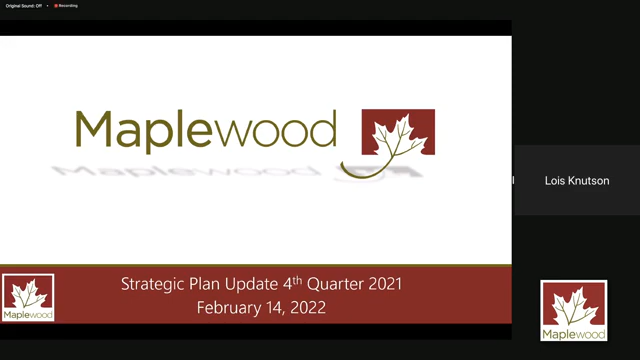 Original Sound: Off
Recording
Maplewood
Lois Knutson
Strategic Plan Update 4th Quarter 2021
February 14, 2022
Maplewood
Maplewood